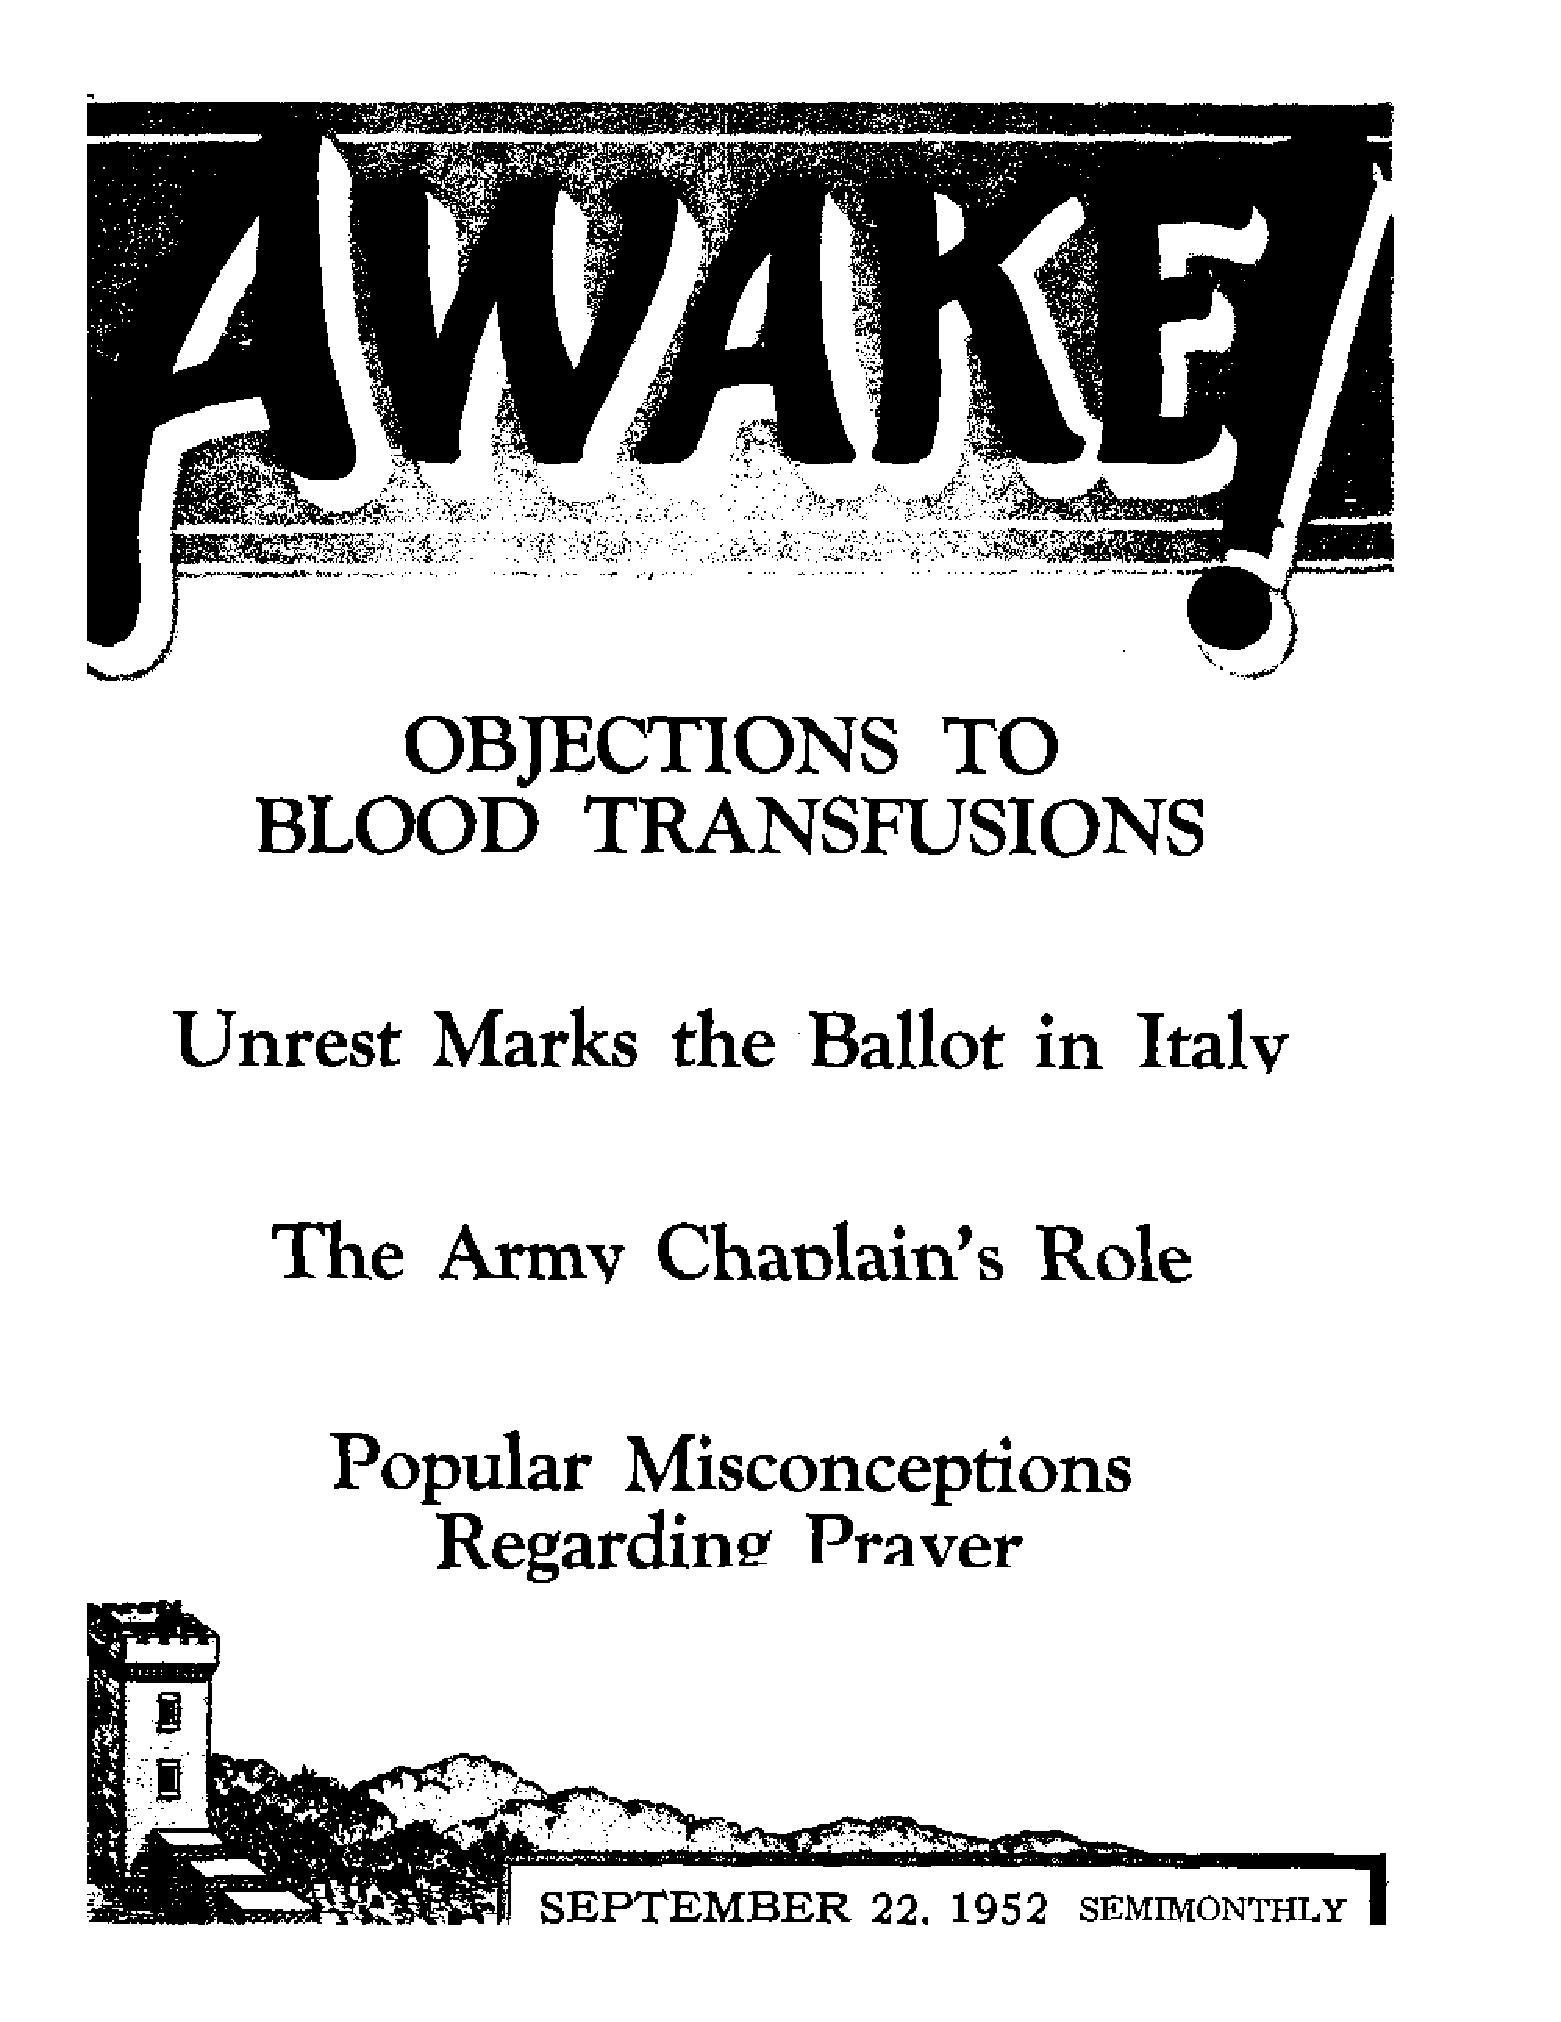 AWAKE!
OBJECTIONS TO
BLOOD TRANSFUSIONS
Unrest Marks the Ballot in Italy
The Army Chaplain's Role
Popular Misconceptions
Regarding Prayer
SEPTEMBER 22, 1952 SEMIMONTHLY